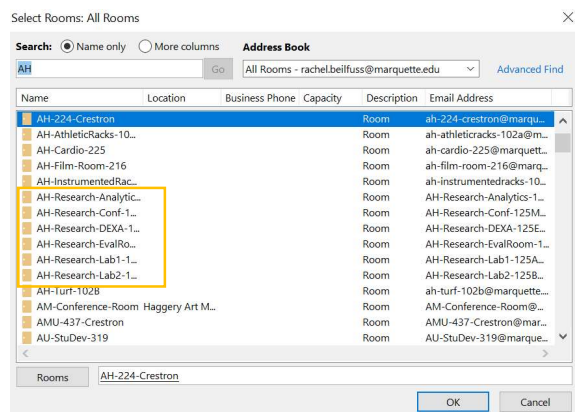 Select Rooms: All Rooms
Search: Name only More columns Address Book
AH Go All Rooms - rachel.beilfuss@marquette.edu Advanced Find
Name Location Business Phone Capacity Description Email Address
AH-224-Crestron Room ah-224-crestron@marqu...
AH-AthleticRacks-10... Room ah-athleticracks-102a@m...
AH-Cardio-225 Room ah-cardio-225@marquett...
AH-Film-Room-216 Room ah-film-room-216@marq...
AH-InstrumentedRac... Room ah-instrumentedracks-10...
AH-Research-Analytic... Room AH-Research-Analytics-1...
AH-Research-Conf-1... Room AH-Research-Conf-125M...
AH-Research-DEXA-1... Room AH-Research-DEXA-125E...
AH-Research-EvalRo... Room AH-Research-EvalRoom-1...
AH-Research-Lab1-1... Room AH-Research-Lab1-125A...
AH-Research-Lab2-1... Room AH-Research-Lab2-125B...
AH-Turf-102B Room ah-turf-102b@marquette....
AM-Conference-Room Haggery Art M... Room AM-Conference-Room@...
AMU-437-Crestron Room AMU-437-Crestron@mar...
AU-StuDev-319 Room AU-StuDev-319@marque...
Rooms AH-224-Crestron
OK Cancel